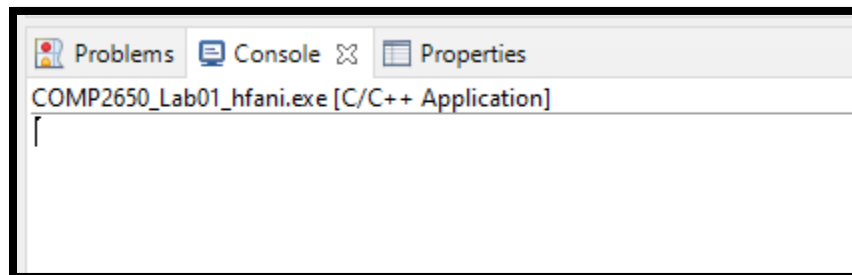 Problems Console Properties
COMP2650_Lab01_hfani.exe [C/C++ Application]